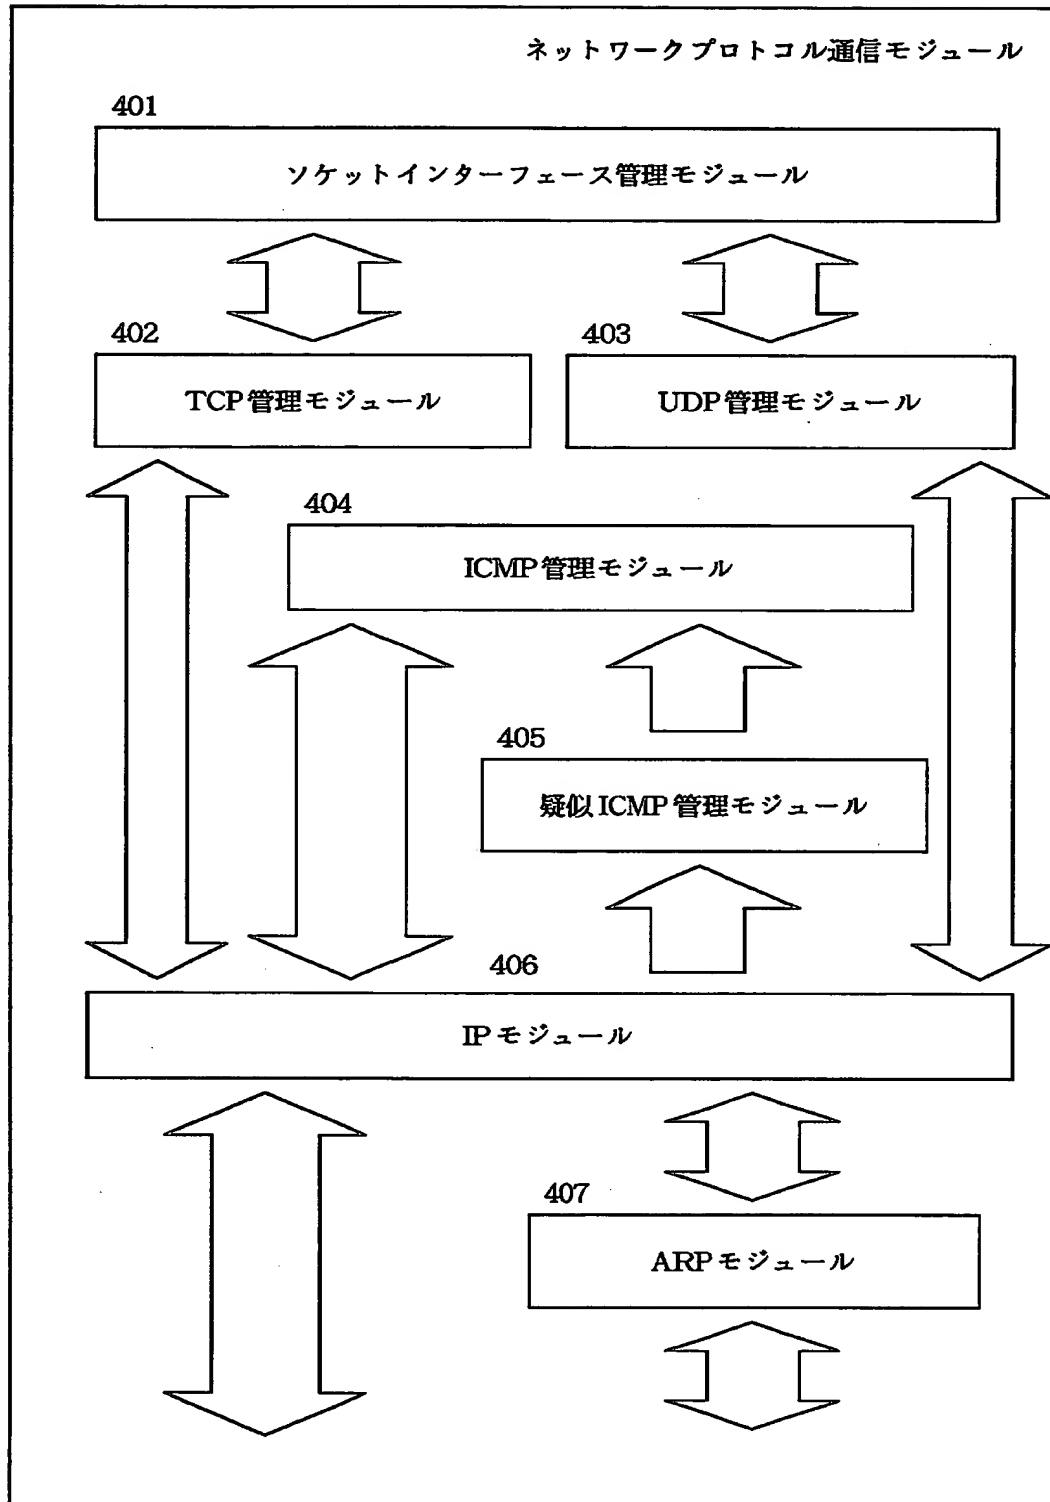 ネットワークプロトコル通信モジュール
401
ソケットインターフェース管理モジュール
402
TCP管理モジュール
403
UDP管理モジュール
404
ICMP管理モジュール
405
疑似ICMP管理モジュール
406
IPモジュール
407
ARPモジュール